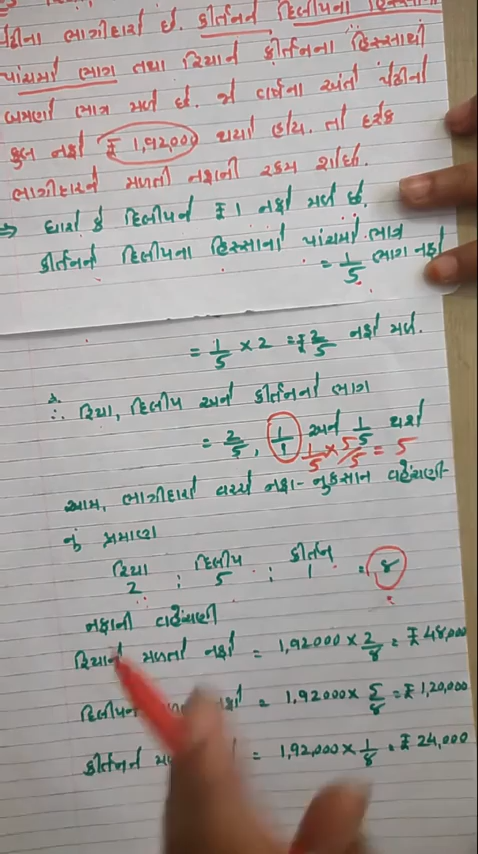 પેઢીના ભાગીદારો છે. કીર્તનને દિલીપના હિસ્સાના
પાંચમો ભાગ તથા રિયાને કીર્તનના હિસ્સાથી
બમણો ભાગ મળે છે. જો વર્ષના અંતે પેઢીનો
કુલ નફો ₹ 1,92000 થયો હોય. તો દરેક
ભાગીદારને મળતી નફાની રકમ શોધો.
⇒ ધારો કે દિલીપને ₹ 1 નફો મળે છે.
કીર્તનને દિલીપના હિસ્સાનો પાંચમો ભાગ
= 1/5 ભાગ નફો
= 1/5 × 2 = ₹ 2/5 નફો મળે.
∴ રિયા, દિલીપ અને કીર્તનનો ભાગ
= 2/5, 1/1 અને 1/5 થશે
1/1 × 5/5 = 5
આમ, ભાગીદારો વચ્ચે નફા-નુકસાન વહેંચણી-
નું પ્રમાણ
રિયા : દિલીપ : કીર્તન
2 : 5 : 1 = 8
નફાની વહેંચણી
રિયાને મળતો નફો = 1,92000 × 2/8 = ₹ 48,000
= 1,92000 × 5/8 = ₹ 1,20,000
કીર્તનને = 1,92,000 × 1/8 = ₹ 24,000